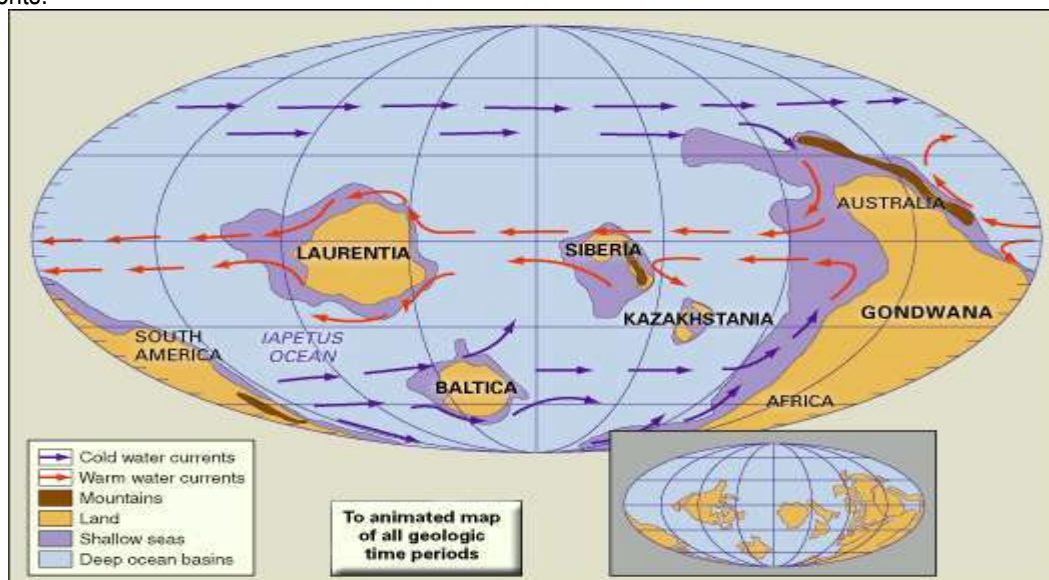 LAURENTIA
SIBERIA
AUSTRALIA
KAZAKHSTANIA
GONDWANA
SOUTH
AMERICA
IAPETUS
OCEAN
BALTICA
AFRICA
Cold water currents
Warm water currents
Mountains
Land
Shallow seas
Deep ocean basins
To animated map
of all geologic
time periods